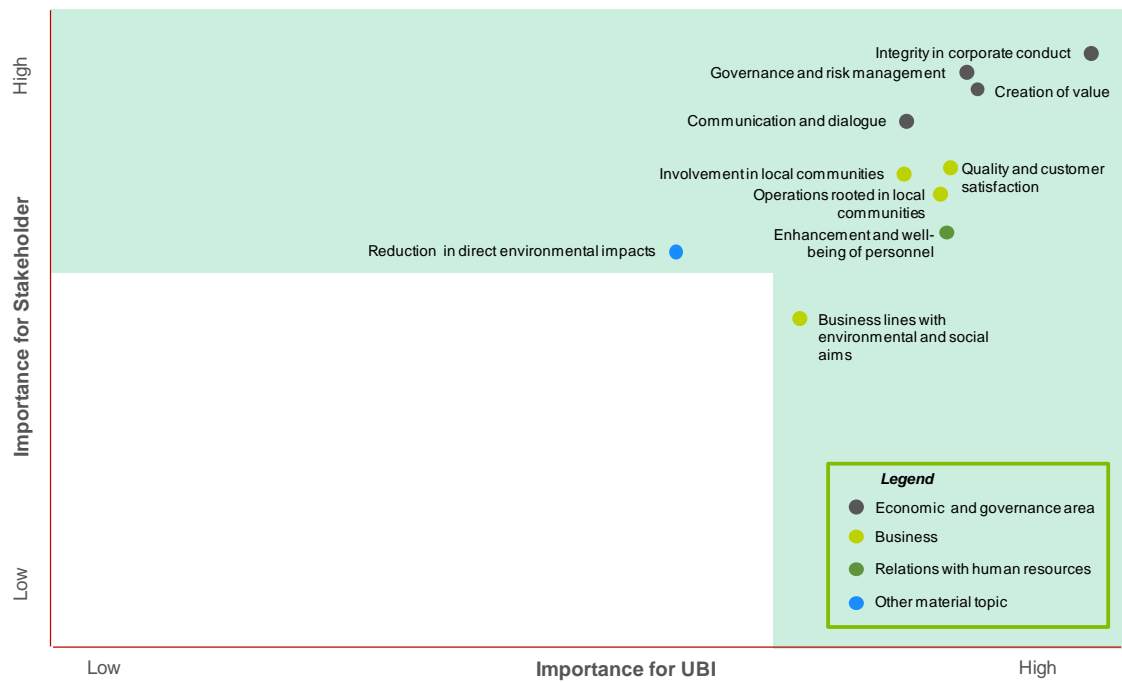 High
Integrity in corporate conduct
Governance and risk management
Creation of value
Communication and dialogue
Involvement in local communities
Quality and customer
satisfaction
Operations rooted in local
communities
Enhancement and well-
being of personnel
Reduction in direct environmental impacts
Importance for Stakeholder
Business lines with
environmental and social
aims
Legend
Economic and governance area
Business
Relations with human resources
Other material topic
Low
Low
Importance for UBI
High